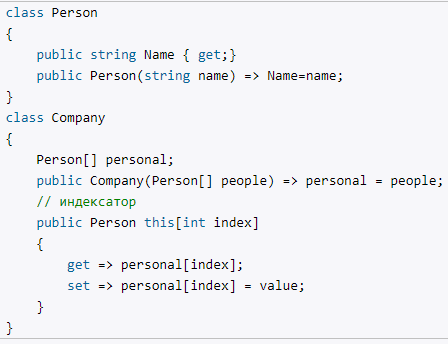 class Person
{
    public string Name { get;}
    public Person(string name) => Name=name;
}
class Company
{
    Person[] personal;
    public Company(Person[] people) => personal = people;
    // индексатор
    public Person this[int index]
    {
        get => personal[index];
        set => personal[index] = value;
    }
}